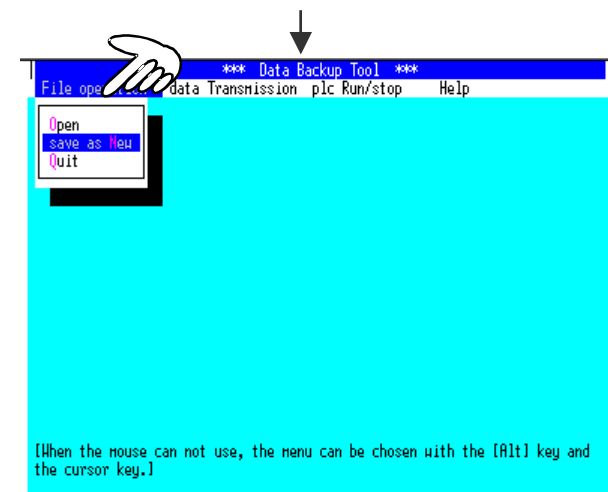 *** Data Backup Tool ***
File operation data Transmission plc Run/stop Help
Open
save as New
Quit
[When the mouse can not use, the menu can be chosen with the [Alt] key and
the cursor key.]